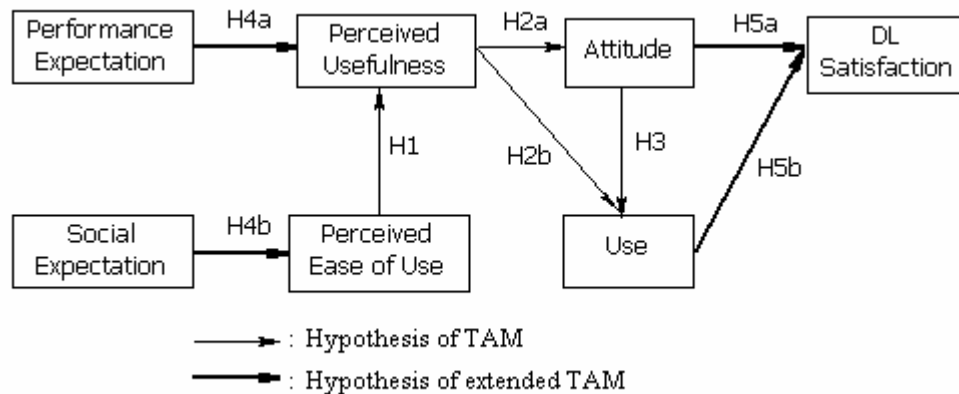 H4a
H2a
H5a
Performance
Expectation
Perceived
Usefulness
Attitude
DL
Satisfaction
H1
H2b
H3
H5b
H4b
Social
Expectation
Perceived
Ease of Use
Use
: Hypothesis of TAM
: Hypothesis of extended TAM